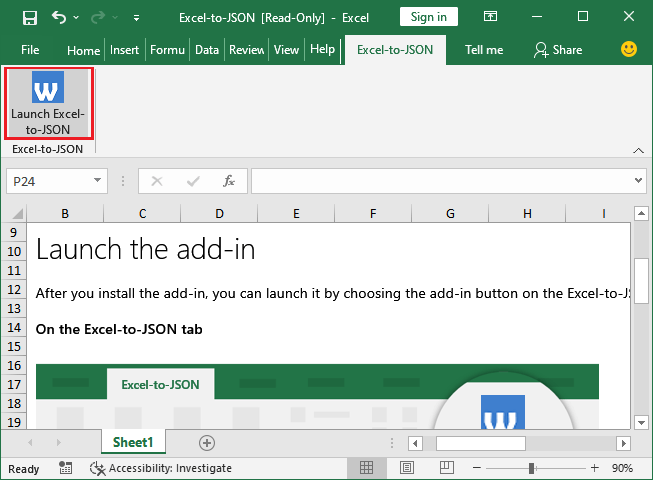 Excel-to-JSON [Read-Only] - Excel
Sign in
File Home Insert Formu Data Review View Help Excel-to-JSON Tell me Share
W
Launch Excel-
to-JSON
Excel-to-JSON
P24
fx
B C D E F G H I
9
10 Launch the add-in
11
12 After you install the add-in, you can launch it by choosing the add-in button on the Excel-to-JS
13
14 On the Excel-to-JSON tab
15
16
17 Excel-to-JSON
18
19 W
Sheet1
Ready Accessibility: Investigate 90%